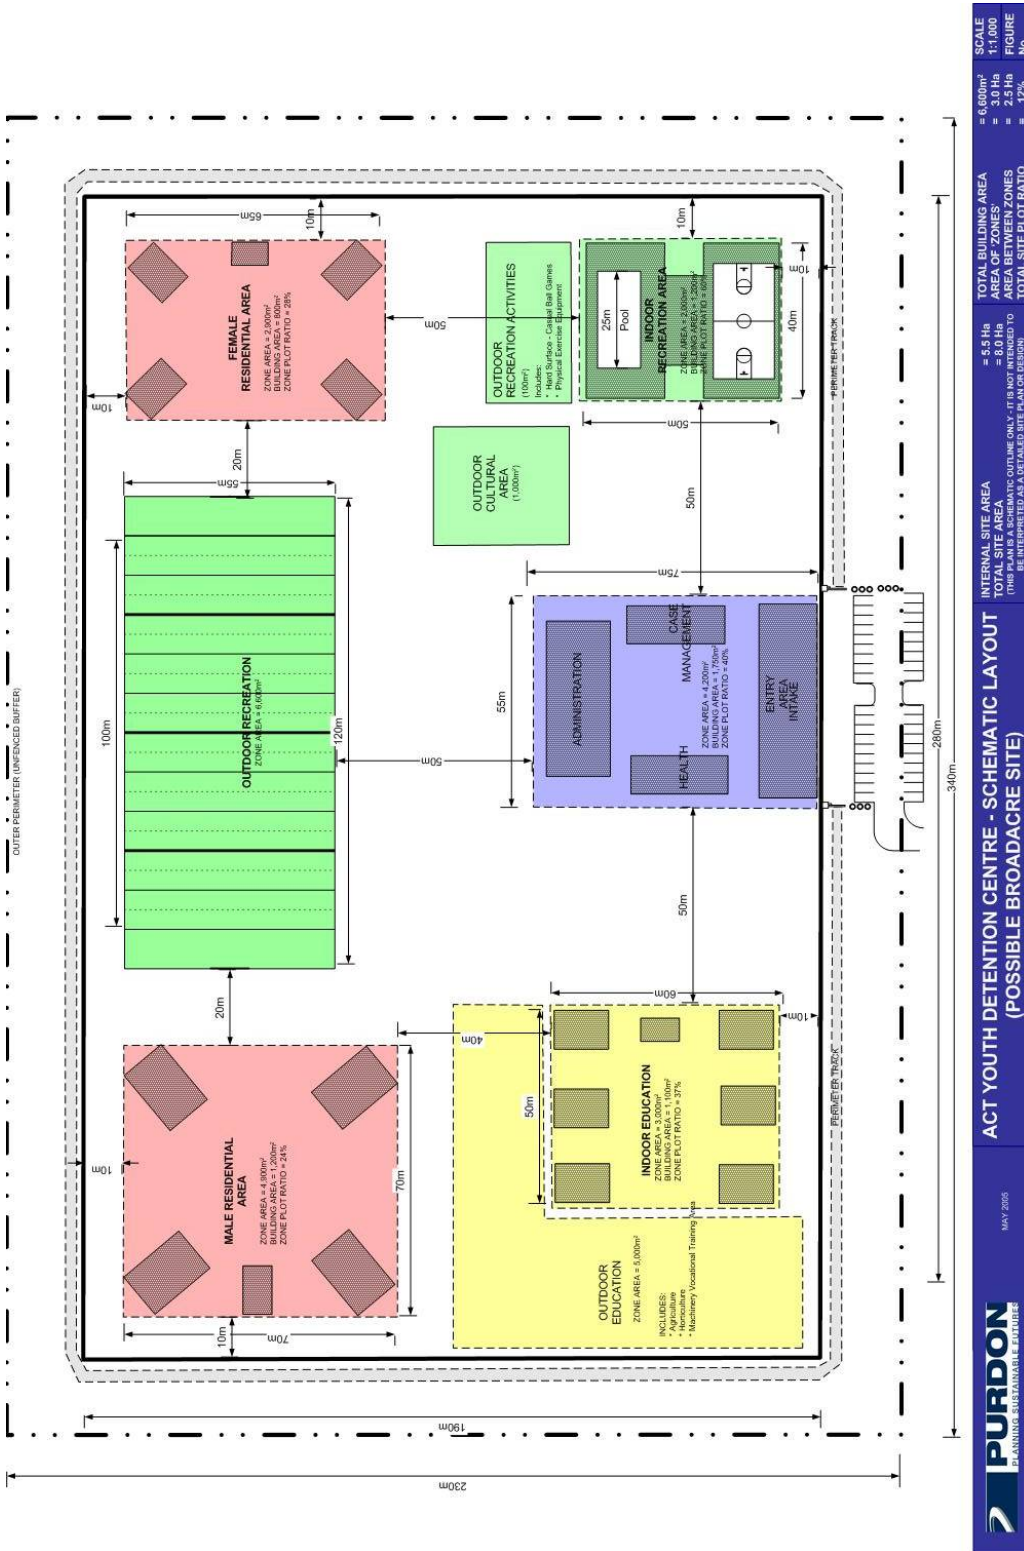 OUTER PERIMETER (UNFENCED BUFFER)
230m
190m
10m
70m
MALE RESIDENTIAL
AREA
ZONE AREA = 4,900m²
BUILDING AREA = 1,200m²
ZONE PLOT RATIO = 24%
10m
70m
20m
100m
OUTDOOR RECREATION
ZONE AREA = 6,600m²
120m
55m
20m
10m
FEMALE
RESIDENTIAL AREA
ZONE AREA = 2,900m²
BUILDING AREA = 800m²
ZONE PLOT RATIO = 28%
65m
10m
40m
50m
50m
OUTDOOR
EDUCATION
ZONE AREA = 5,000m²
INCLUDES:
* Agriculture
* Horticulture
* Machinery Vocational Training Area
50m
INDOOR EDUCATION
ZONE AREA = 3,000m²
BUILDING AREA = 1,100m²
ZONE PLOT RATIO = 37%
60m
10m
50m
55m
ADMINISTRATION
HEALTH
CASE
MANAGEMENT
ZONE AREA = 4,200m²
BUILDING AREA = 1,750m²
ZONE PLOT RATIO = 40%
ENTRY
AREA
INTAKE
75m
50m
OUTDOOR
CULTURAL
AREA
(1,000m²)
OUTDOOR
RECREATION ACTIVITIES
(100m²)
Includes:
* Hard Surface - Casual Ball Games
* Physical Exercise Equipment
25m
Pool
INDOOR
RECREATION AREA
ZONE AREA = 2,000m²
BUILDING AREA = 1,200m²
ZONE PLOT RATIO = 60%
50m
40m
10m
10m
PERIMETER TRACK
PERIMETER TRACK
280m
340m
PURDON
PLANNING SUSTAINABLE FUTURES
MAY 2005
ACT YOUTH DETENTION CENTRE - SCHEMATIC LAYOUT
(POSSIBLE BROADACRE SITE)
INTERNAL SITE AREA = 5.5 Ha
TOTAL SITE AREA = 8.0 Ha
(THIS PLAN IS A SCHEMATIC OUTLINE ONLY - IT IS NOT INTENDED TO
BE INTERPRETED AS A DETAILED SITE PLAN OR DESIGN)
TOTAL BUILDING AREA = 6,600m²
AREA OF 'ZONES' = 3.0 Ha
AREA BETWEEN ZONES = 2.5 Ha
TOTAL SITE PLOT RATIO = 12%
SCALE
1:1,000
FIGURE
No